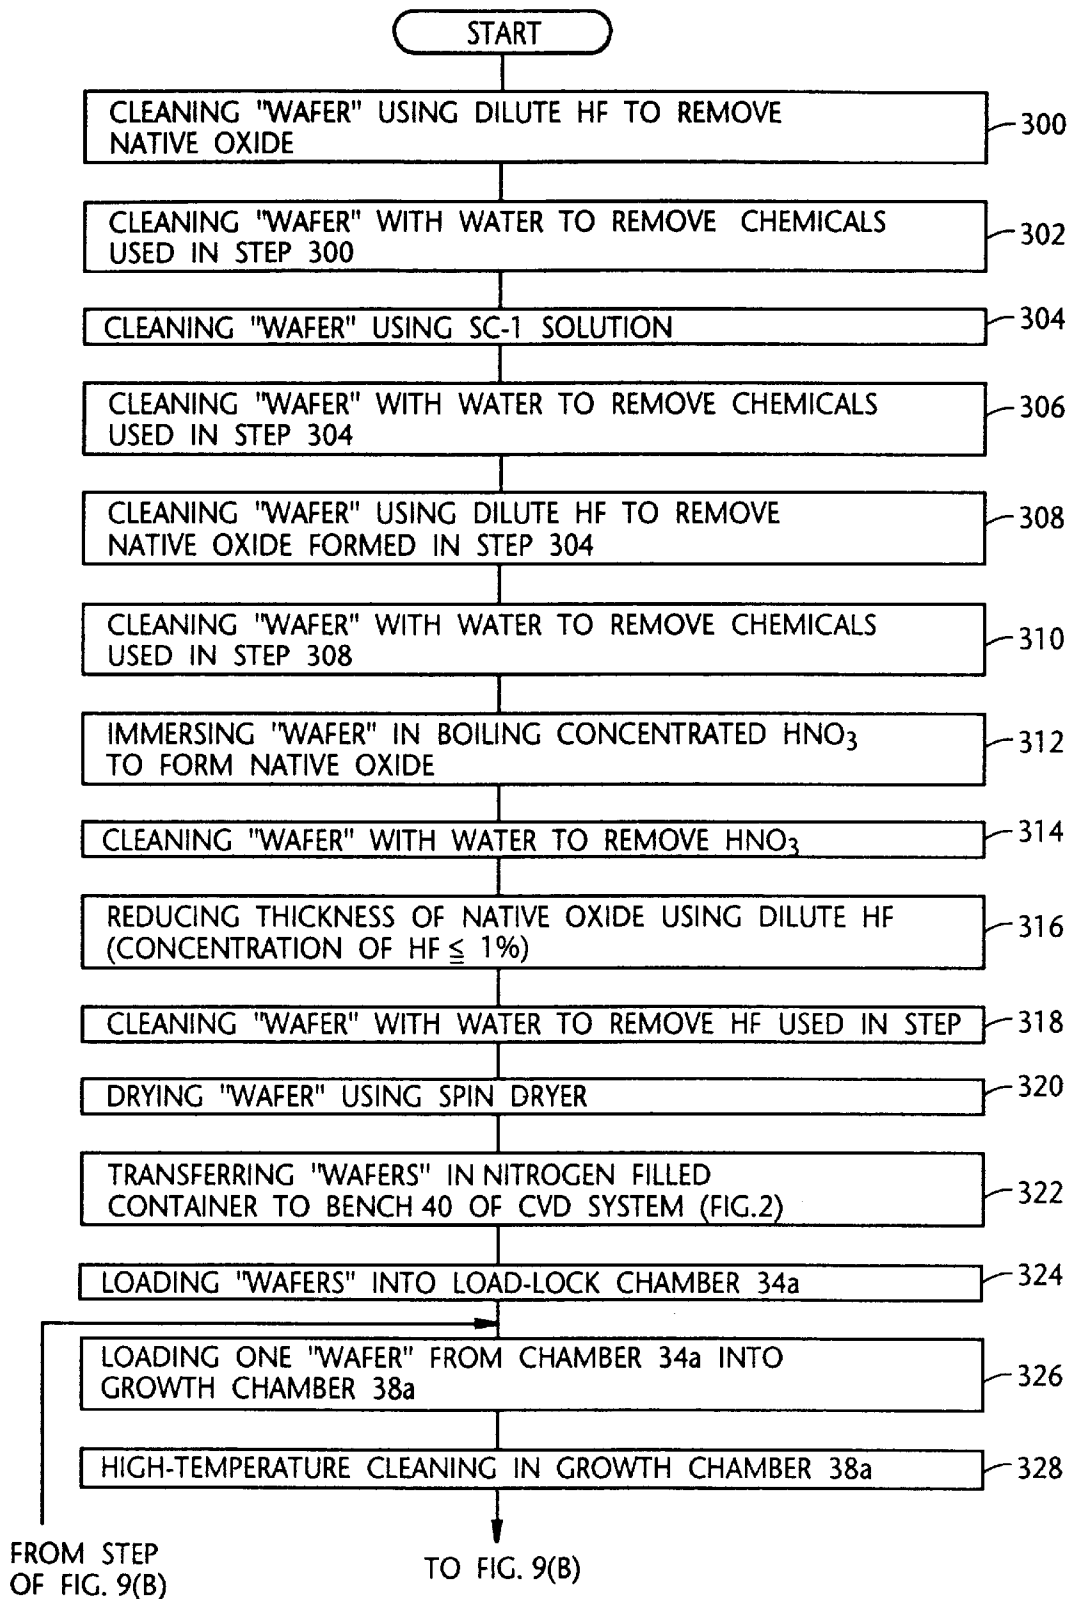 START
CLEANING "WAFER" USING DILUTE HF TO REMOVE
NATIVE OXIDE
300
CLEANING "WAFER" WITH WATER TO REMOVE CHEMICALS
USED IN STEP 300
302
CLEANING "WAFER" USING SC-1 SOLUTION
304
CLEANING "WAFER" WITH WATER TO REMOVE CHEMICALS
USED IN STEP 304
306
CLEANING "WAFER" USING DILUTE HF TO REMOVE
NATIVE OXIDE FORMED IN STEP 304
308
CLEANING "WAFER" WITH WATER TO REMOVE CHEMICALS
USED IN STEP 308
310
IMMERSING "WAFER" IN BOILING CONCENTRATED HNO₃
TO FORM NATIVE OXIDE
312
CLEANING "WAFER" WITH WATER TO REMOVE HNO₃
314
REDUCING THICKNESS OF NATIVE OXIDE USING DILUTE HF
(CONCENTRATION OF HF ≦ 1%)
316
CLEANING "WAFER" WITH WATER TO REMOVE HF USED IN STEP
318
DRYING "WAFER" USING SPIN DRYER
320
TRANSFERRING "WAFERS" IN NITROGEN FILLED
CONTAINER TO BENCH 40 OF CVD SYSTEM (FIG.2)
322
LOADING "WAFERS" INTO LOAD-LOCK CHAMBER 34a
324
LOADING ONE "WAFER" FROM CHAMBER 34a INTO
GROWTH CHAMBER 38a
326
HIGH-TEMPERATURE CLEANING IN GROWTH CHAMBER 38a
328
FROM STEP
OF FIG. 9(B)
TO FIG. 9(B)